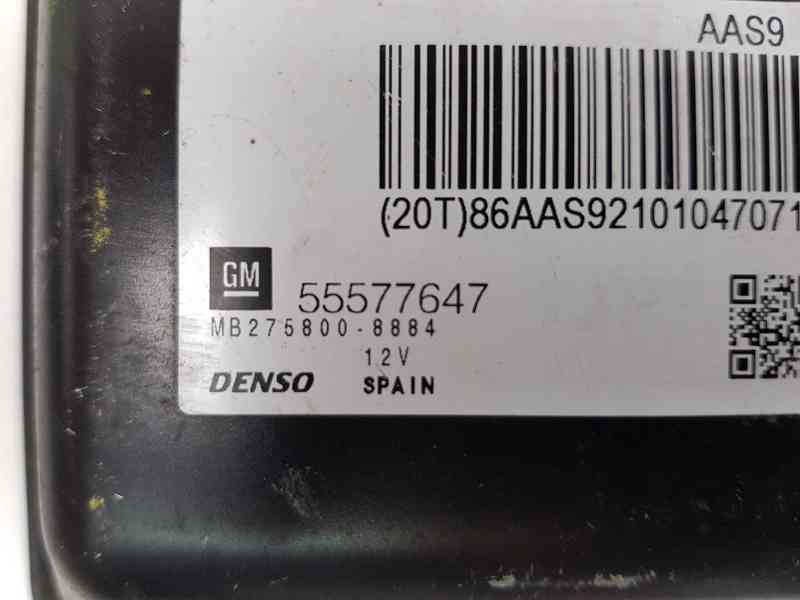 AAS9
(20T)86AAS92101047071
GM 55577647
MB275800-8884
12V
DENSO SPAIN